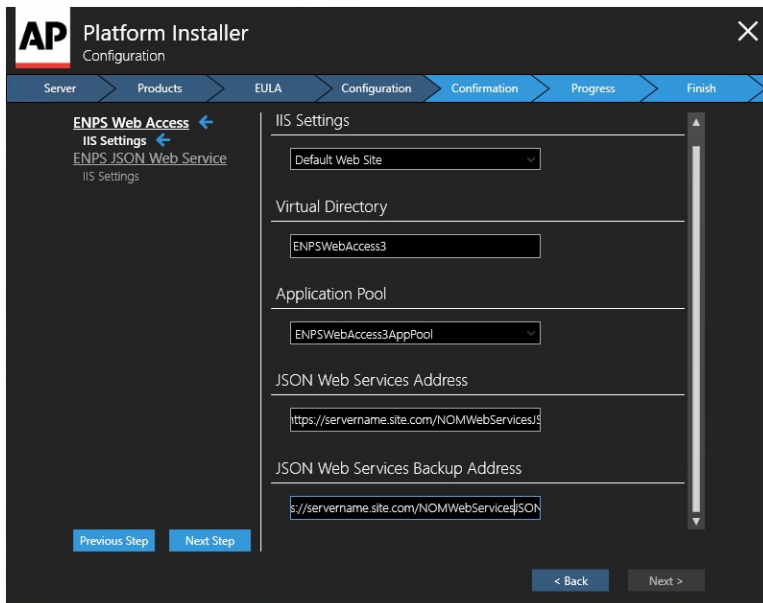 AP Platform Installer
Configuration
Server Products EULA Configuration Confirmation Progress Finish
ENPS Web Access
IIS Settings
ENPS JSON Web Service
IIS Settings
IIS Settings
Default Web Site
Virtual Directory
ENPSWebAccess3
Application Pool
ENPSWebAccess3AppPool
JSON Web Services Address
https://servername.site.com/NOMWebServicesJS
JSON Web Services Backup Address
s://servername.site.com/NOMWebServicesJSON
Previous Step Next Step
< Back Next >